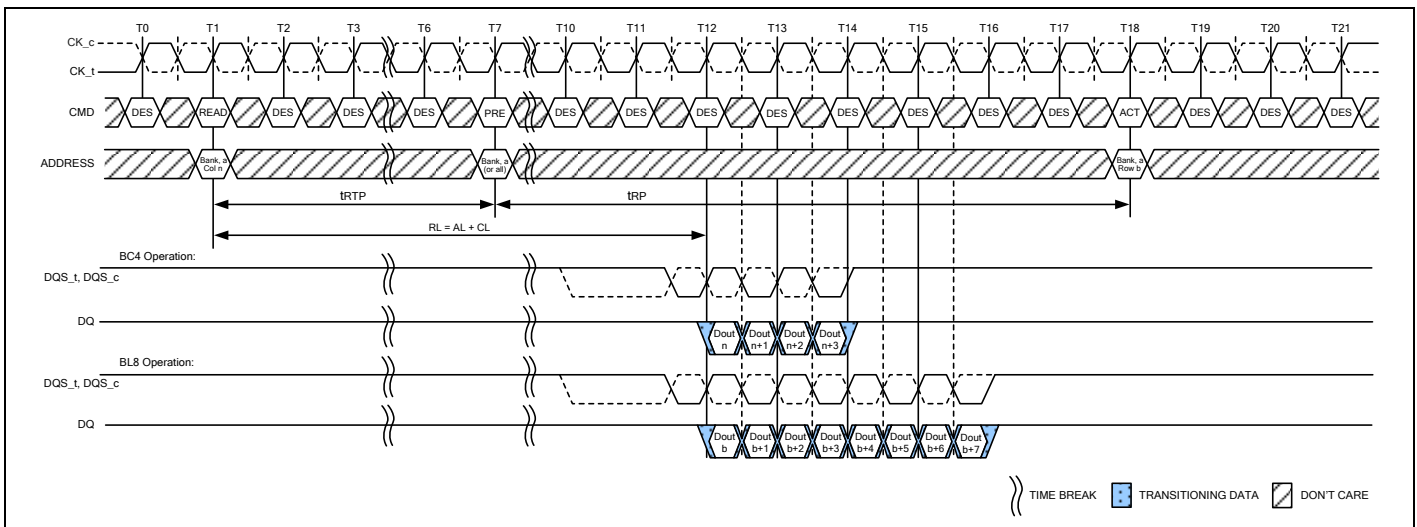 T0 T1 T2 T3 T6 T7 T10 T11 T12 T13 T14 T15 T16 T17 T18 T19 T20 T21
CK_c
CK_t
CMD DES READ DES DES DES PRE DES DES DES DES DES DES DES DES ACT DES DES DES
ADDRESS
Bank, a
Col n
Bank, a
(or all)
Bank, a
Row b
tRTP tRP
RL = AL + CL
BC4 Operation:
DQS_t, DQS_c
DQ
Dout
n
Dout
n+1
Dout
n+2
Dout
n+3
BL8 Operation:
DQS_t, DQS_c
DQ
Dout
b
Dout
b+1
Dout
b+2
Dout
b+3
Dout
b+4
Dout
b+5
Dout
b+6
Dout
b+7
TIME BREAK TRANSITIONING DATA DON'T CARE